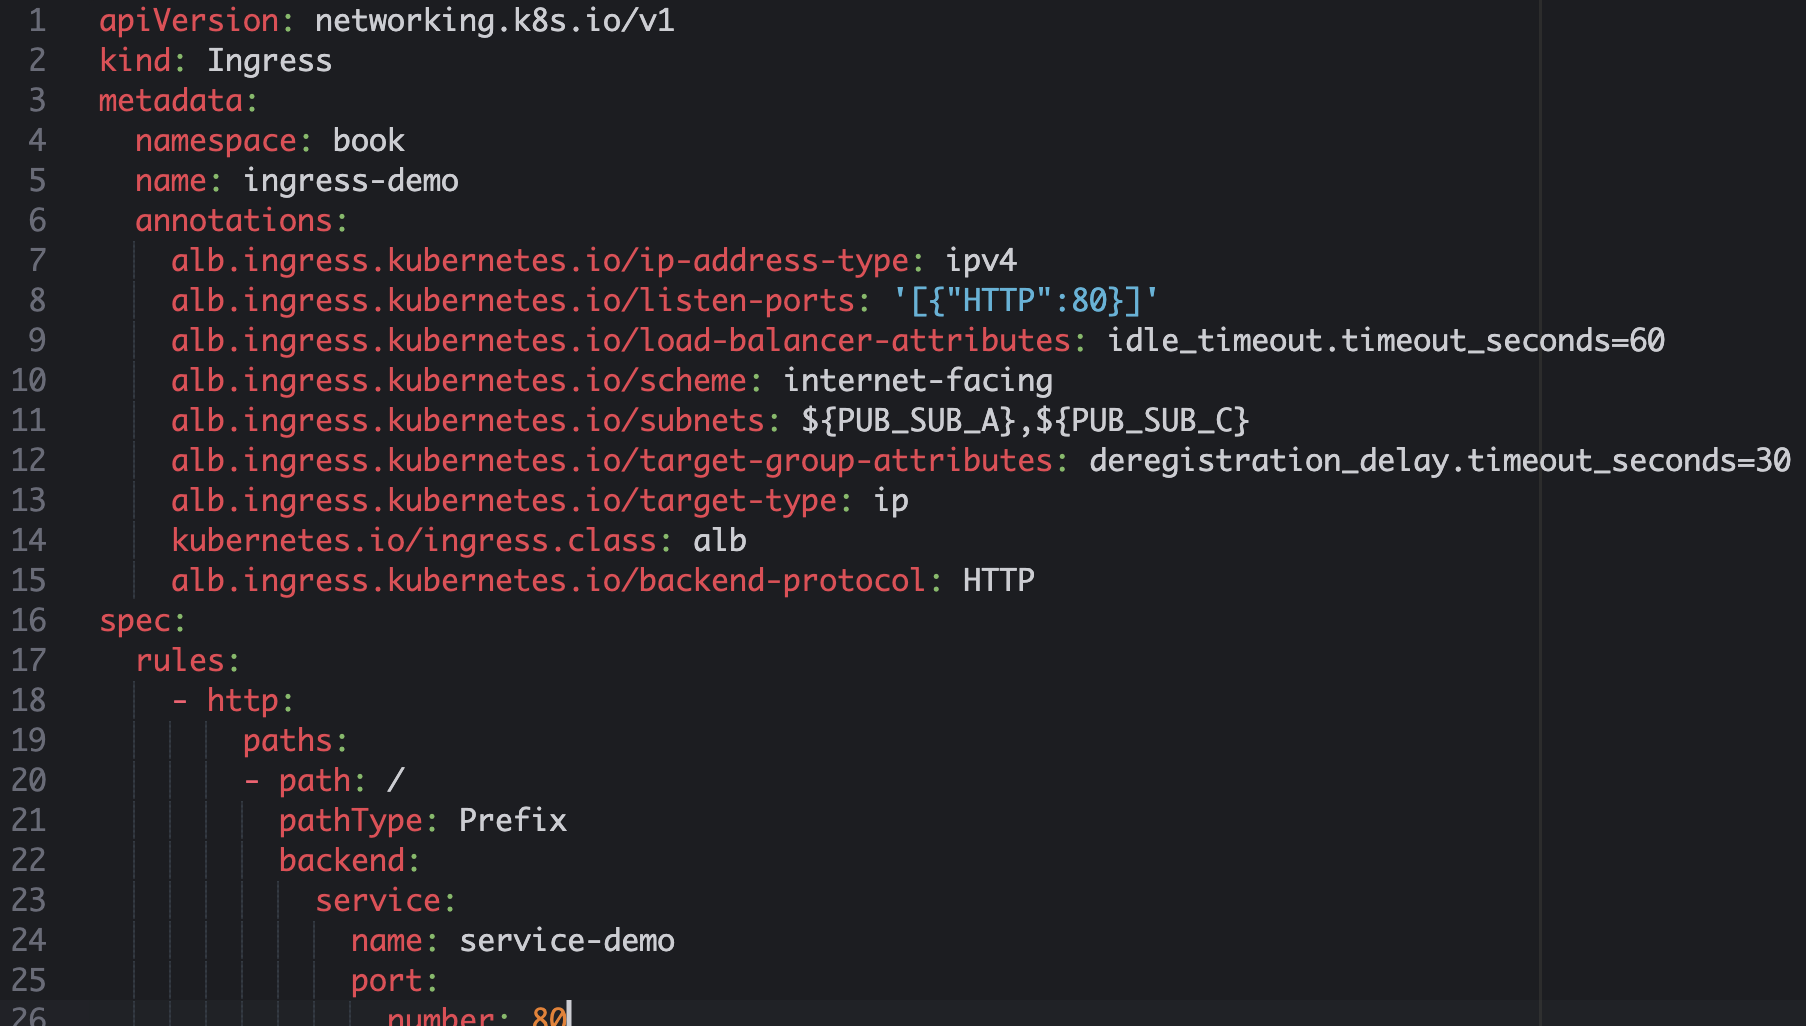 1 apiVersion: networking.k8s.io/v1
2 kind: Ingress
3 metadata:
4   namespace: book
5   name: ingress-demo
6   annotations:
7     alb.ingress.kubernetes.io/ip-address-type: ipv4
8     alb.ingress.kubernetes.io/listen-ports: '[{"HTTP":80}]'
9     alb.ingress.kubernetes.io/load-balancer-attributes: idle_timeout.timeout_seconds=60
10     alb.ingress.kubernetes.io/scheme: internet-facing
11     alb.ingress.kubernetes.io/subnets: ${PUB_SUB_A},${PUB_SUB_C}
12     alb.ingress.kubernetes.io/target-group-attributes: deregistration_delay.timeout_seconds=30
13     alb.ingress.kubernetes.io/target-type: ip
14     kubernetes.io/ingress.class: alb
15     alb.ingress.kubernetes.io/backend-protocol: HTTP
16 spec:
17   rules:
18     - http:
19         paths:
20         - path: /
21           pathType: Prefix
22           backend:
23             service:
24               name: service-demo
25               port:
26                 number: 80